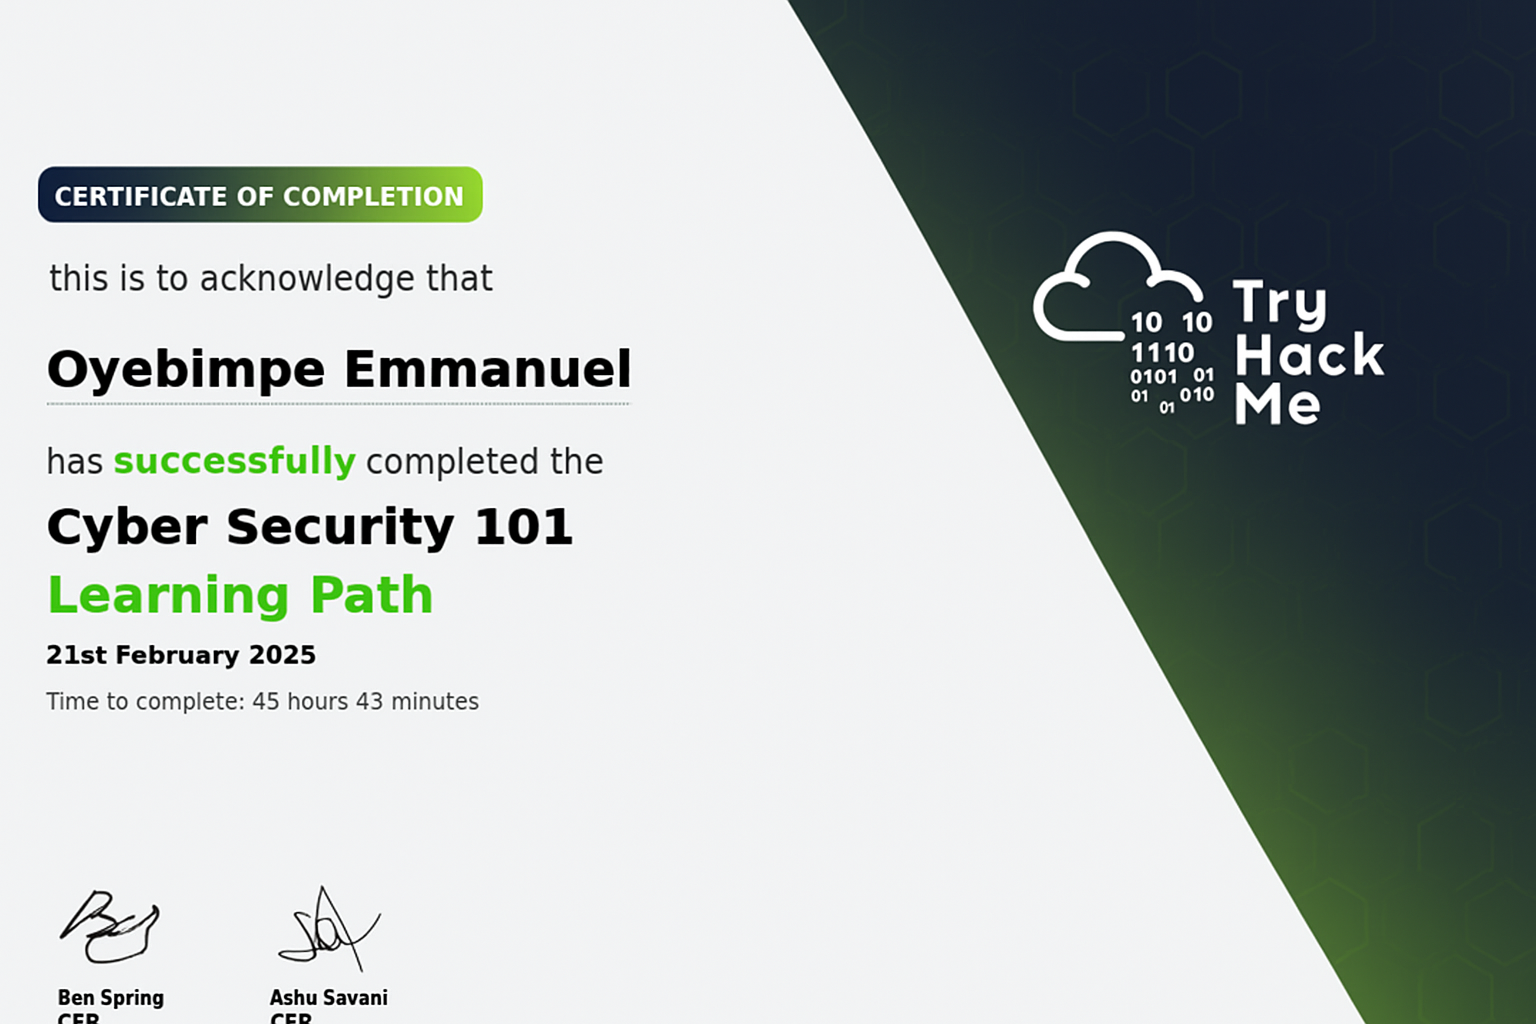 CERTIFICATE OF COMPLETION
this is to acknowledge that
Oyebimpe Emmanuel
has successfully completed the
Cyber Security 101
Learning Path
21st February 2025
Time to complete: 45 hours 43 minutes
Ben Spring
Ashu Savani
10 10
1110
0101 01
01 010
01
Try
Hack
Me